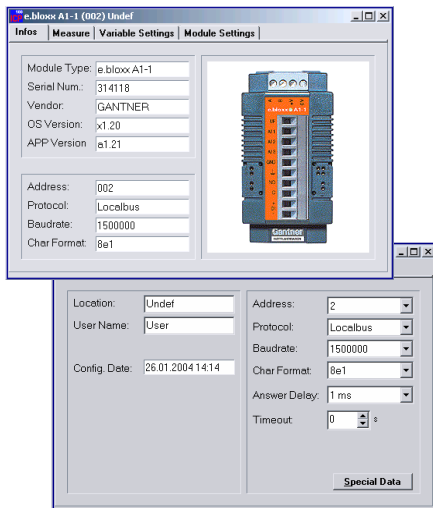 e.bloxx A1-1 (002) Undef
Infos Measure Variable Settings Module Settings
Module Type: e.bloxx A1-1
Serial Num.: 314118
Vendor: GANTNER
OS Version: x1.20
APP Version a1.21
Address: 002
Protocol: Localbus
Baudrate: 1500000
Char Format: 8e1
e.bloxx A1-1
Gantner
Location: Undef
User Name: User
Config. Date: 26.01.2004 14:14
Address: 2
Protocol: Localbus
Baudrate: 1500000
Char Format: 8e1
Answer Delay: 1 ms
Timeout: 0 s
Special Data